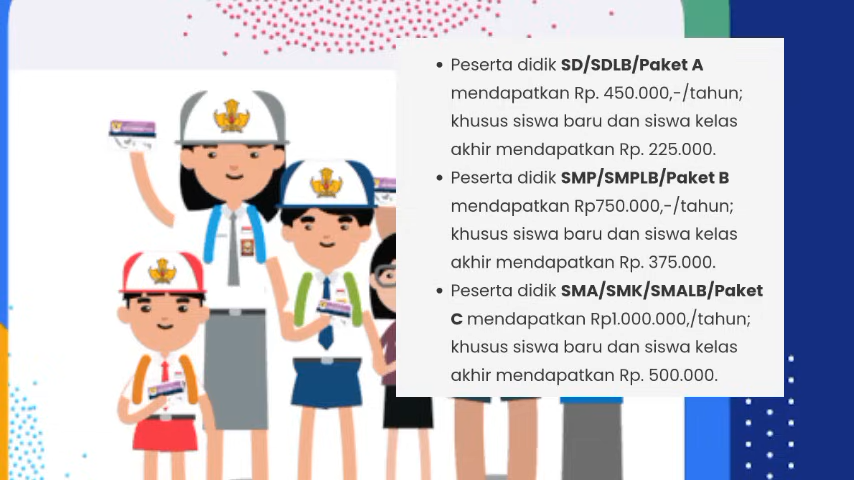 • Peserta didik SD/SDLB/Paket A
mendapatkan Rp. 450.000,-/tahun;
khusus siswa baru dan siswa kelas
akhir mendapatkan Rp. 225.000.
• Peserta didik SMP/SMPLB/Paket B
mendapatkan Rp750.000,-/tahun;
khusus siswa baru dan siswa kelas
akhir mendapatkan Rp. 375.000.
• Peserta didik SMA/SMK/SMALB/Paket
C mendapatkan Rp1.000.000,/tahun;
khusus siswa baru dan siswa kelas
akhir mendapatkan Rp. 500.000.